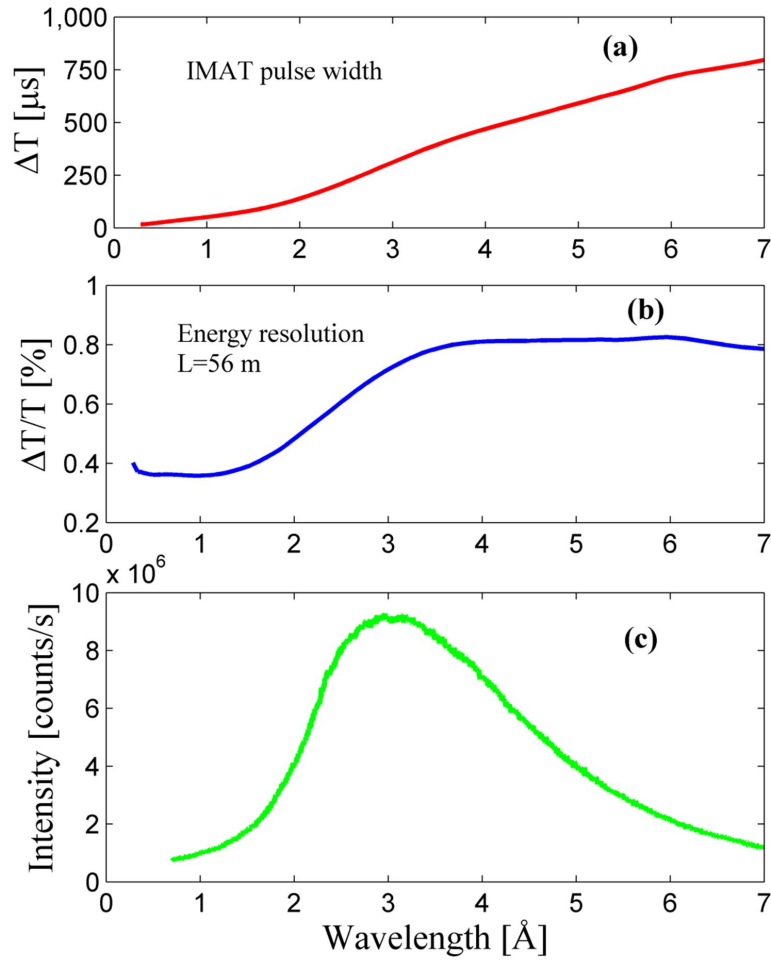 1,000
(a)
IMAT pulse width
750
500
250
0
ΔT [μs]
0 1 2 3 4 5 6 7
1
(b)
Energy resolution
L=56 m
0.8
0.6
0.4
0.2
ΔT/T [%]
0 1 2 3 4 5 6 7
x 10⁶
10
(c)
8
6
4
2
0
Intensity [counts/s]
0 1 2 3 4 5 6 7
Wavelength [Å]